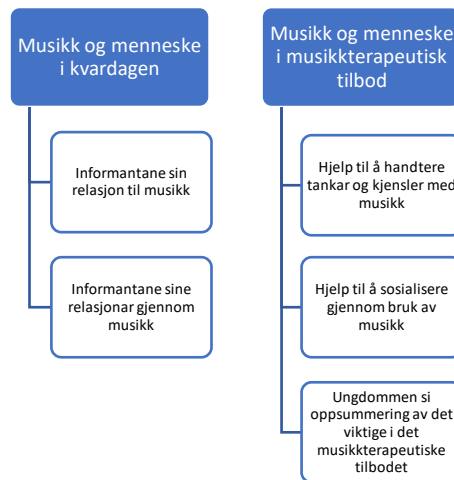 Musikk og menneske
i kvardagen
Informantane sin
relasjon til musikk
Informantane sine
relasjonar gjennom
musikk
Musikk og menneske
i musikkterapeutisk
tilbod
Hjelp til å handtere
tankar og kjensler med
musikk
Hjelp til å sosialisere
gjennom bruk av
musikk
Ungdommen si
oppsummering av det
viktige i det
musikkterapeutiske
tilbodet